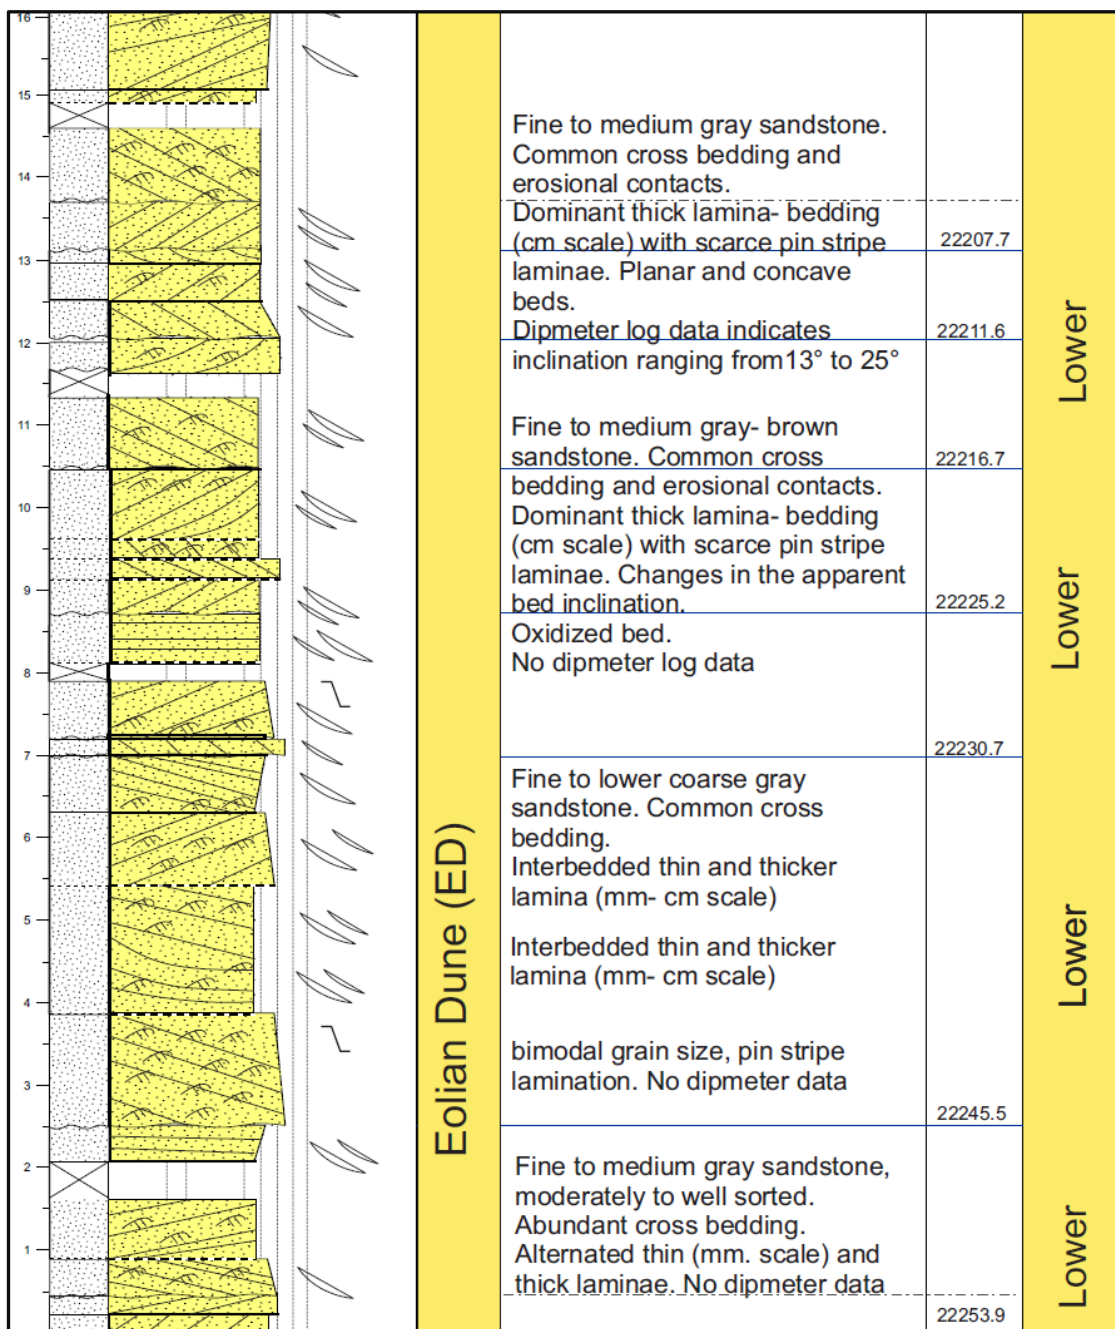 16
15
14
13
12
11
10
9
8
7
6
5
4
3
2
1
Eolian Dune (ED)
Fine to medium gray sandstone.
Common cross bedding and
erosional contacts.
Dominant thick lamina- bedding
(cm scale) with scarce pin stripe
laminae. Planar and concave
beds.
Dipmeter log data indicates
inclination ranging from13° to 25°
Fine to medium gray- brown
sandstone. Common cross
bedding and erosional contacts.
Dominant thick lamina- bedding
(cm scale) with scarce pin stripe
laminae. Changes in the apparent
bed inclination.
Oxidized bed.
No dipmeter log data
Fine to lower coarse gray
sandstone. Common cross
bedding.
Interbedded thin and thicker
lamina (mm- cm scale)
Interbedded thin and thicker
lamina (mm- cm scale)
bimodal grain size, pin stripe
lamination. No dipmeter data
Fine to medium gray sandstone,
moderately to well sorted.
Abundant cross bedding.
Alternated thin (mm. scale) and
thick laminae. No dipmeter data
22207.7
22211.6
22216.7
22225.2
22230.7
22245.5
22253.9
Lower
Lower
Lower
Lower